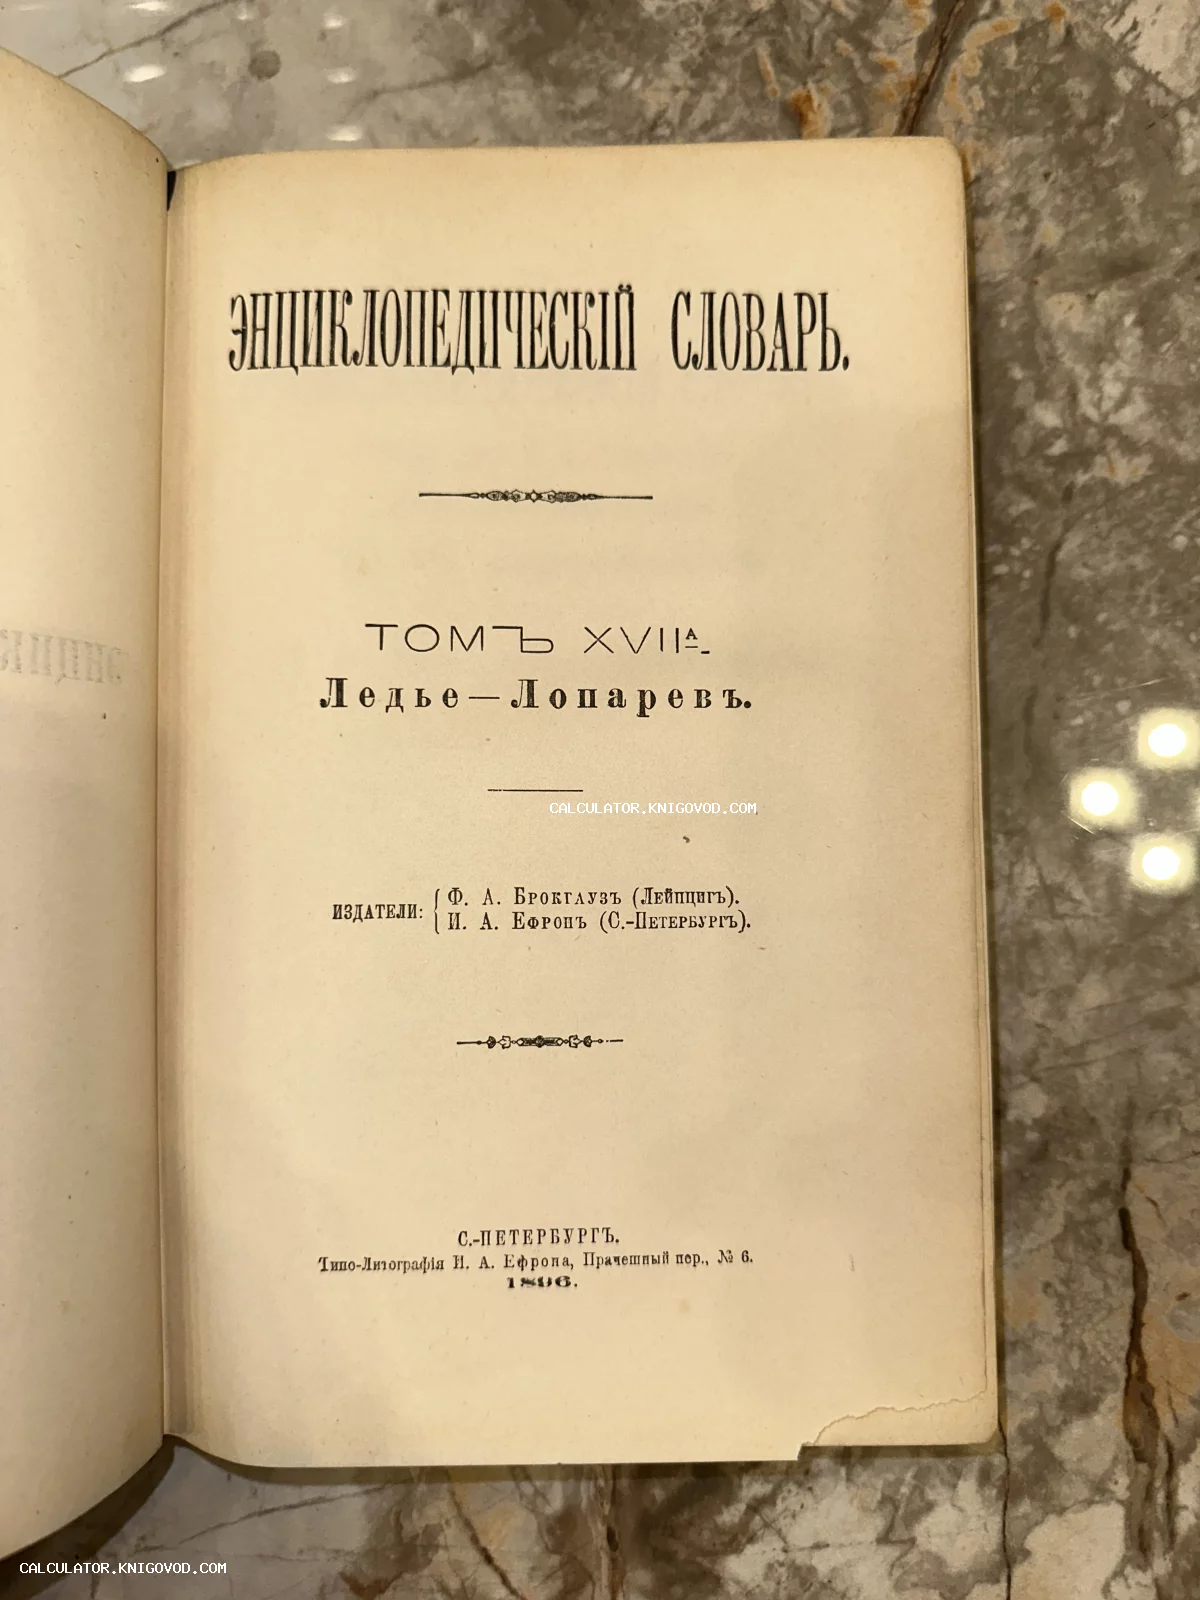 ЭНЦИКЛОПЕДИЧЕСКІЙ СЛОВАРЬ.
ТОМЪ XVIIА.
Ледье—Лопаревъ.
CALCULATOR.KNIGOVOD.COM
ИЗДАТЕЛИ: { Ф. А. БРОКГАУЗЪ (ЛЕЙПЦИГЪ).
И. А. ЕФРОНЪ (С.-ПЕТЕРБУРГЪ).
С.-ПЕТЕРБУРГЪ.
Типо-Литографія И. А. Ефрона, Прачешный пер., № 6.
1896.
CALCULATOR.KNIGOVOD.COM